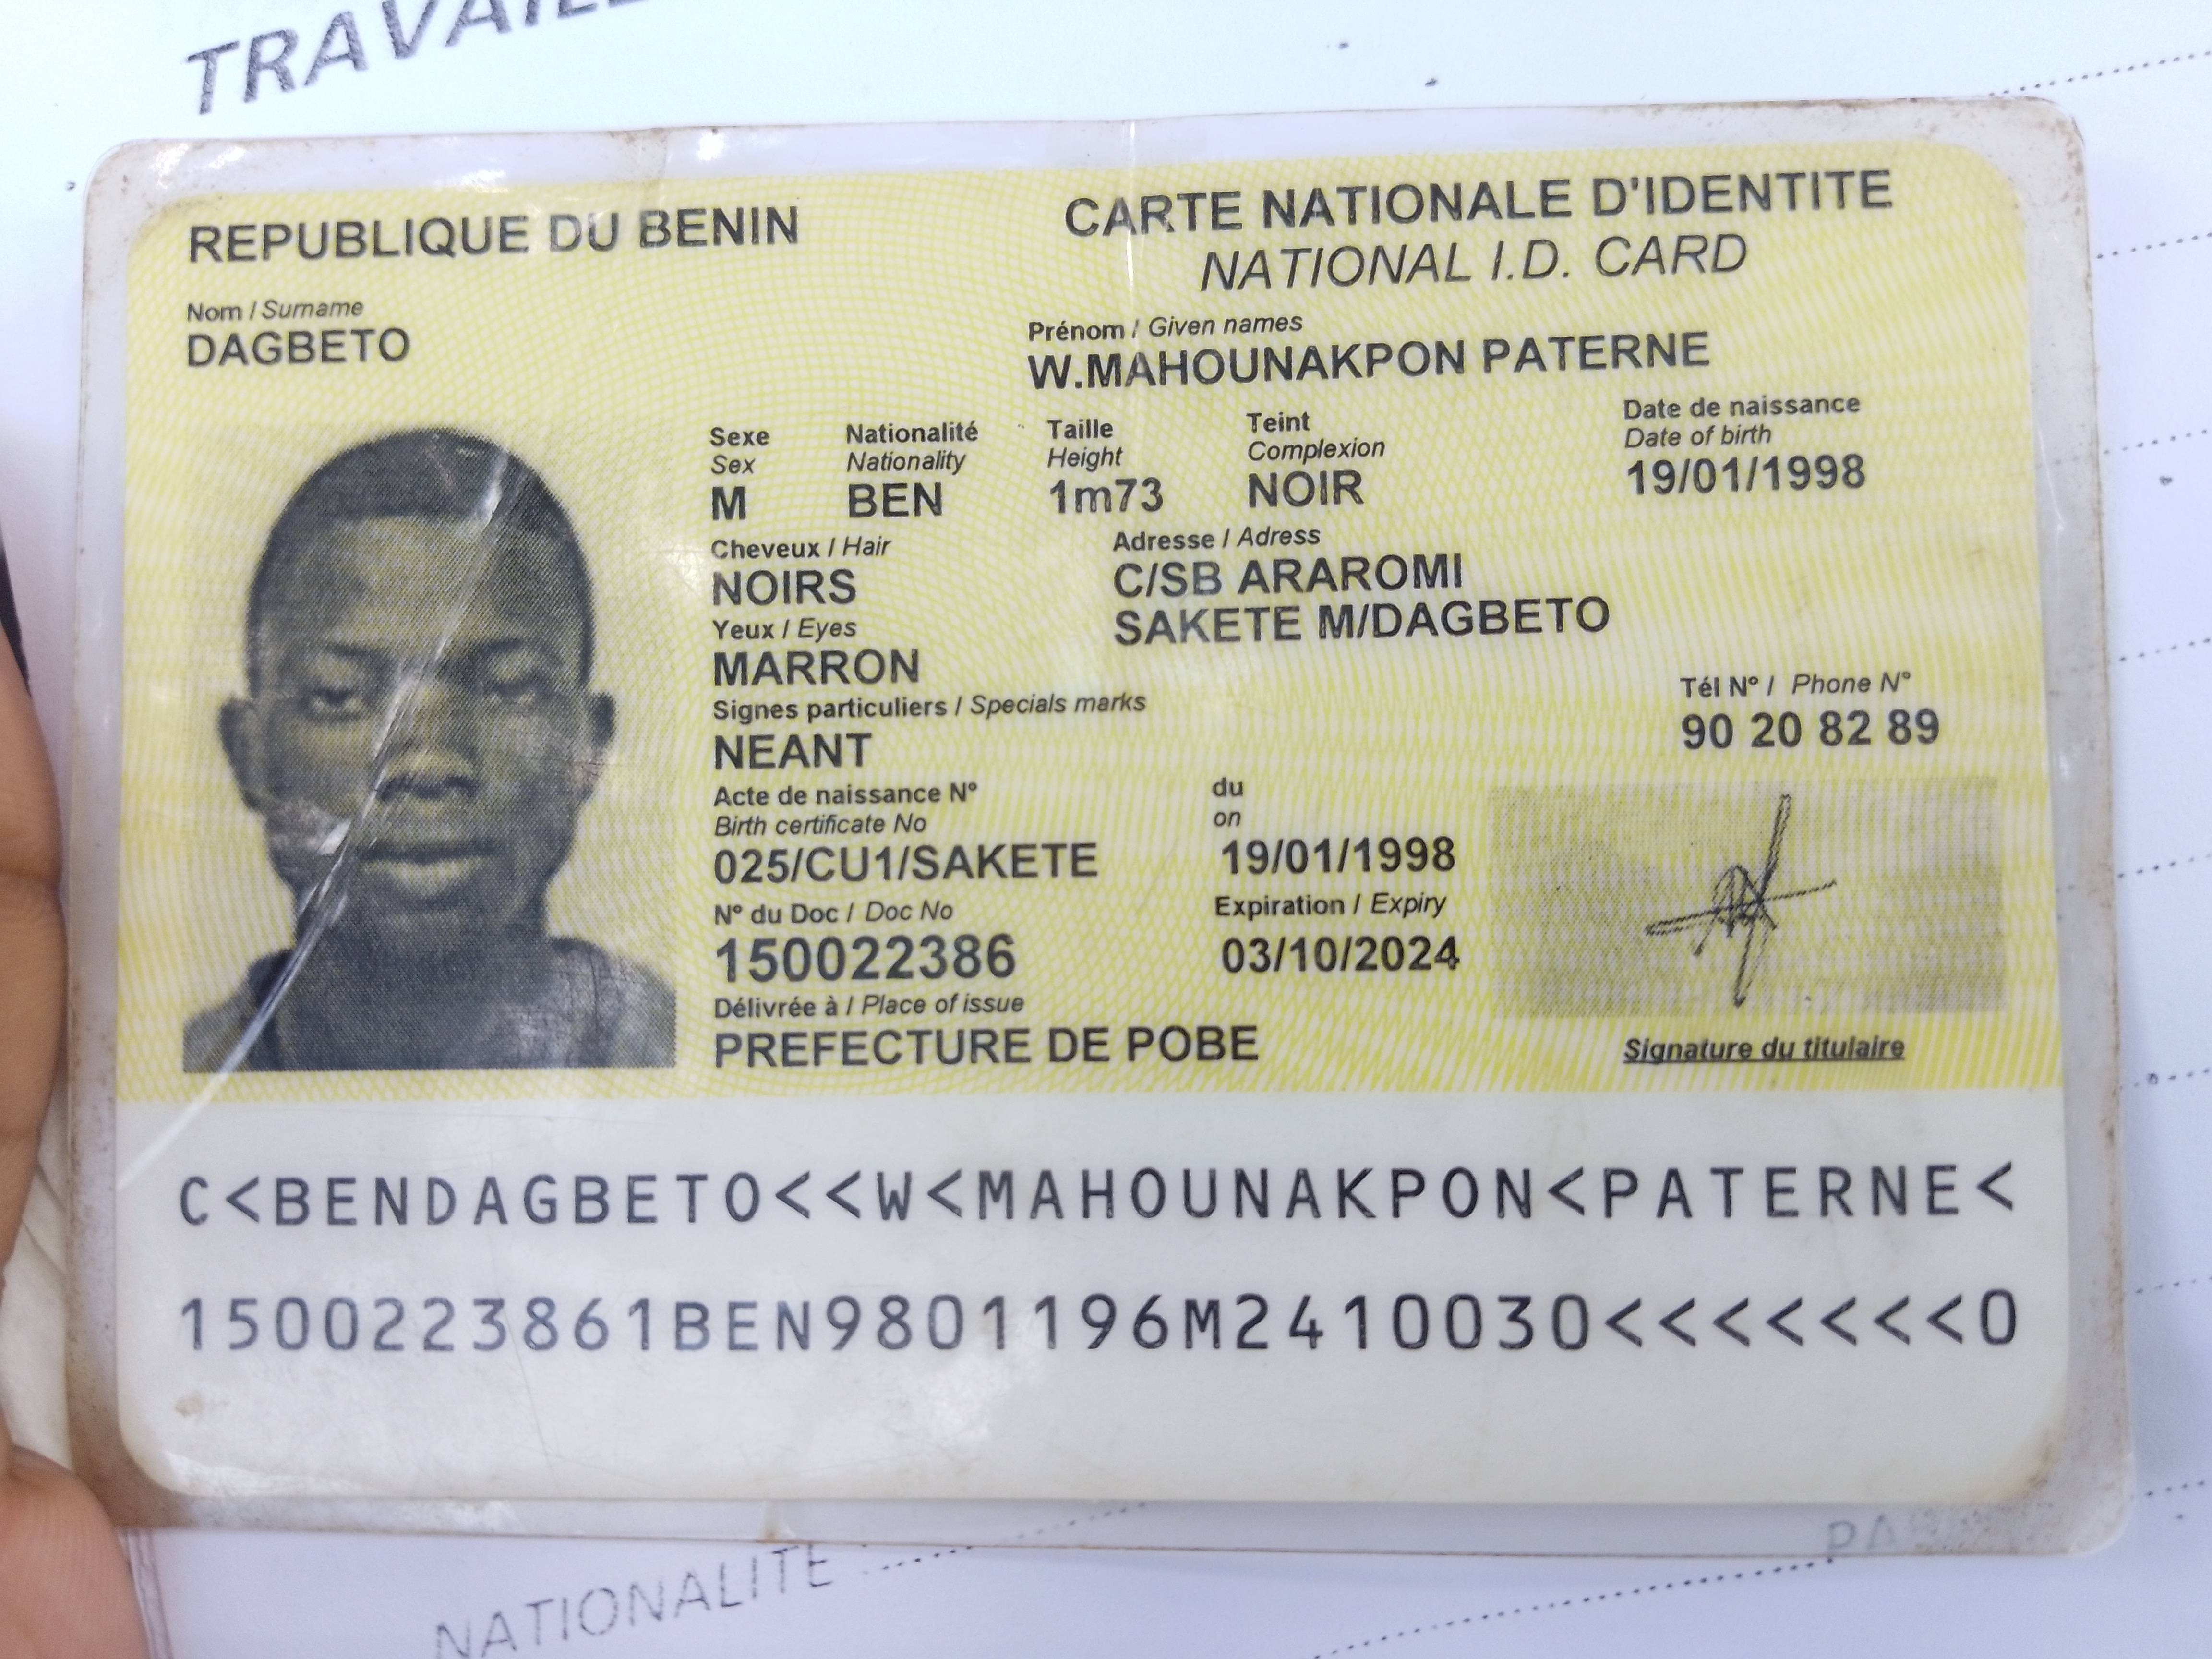 TRAVAIL
REPUBLIQUE DU BENIN
CARTE NATIONALE D'IDENTITE
NATIONAL I.D. CARD
Nom / Surname
DAGBETO
Prénom / Given names
W.MAHOUNAKPON PATERNE
Sexe
Sex
M
Nationalité
Nationality
BEN
Taille
Height
1m73
Teint
Complexion
NOIR
Date de naissance
Date of birth
19/01/1998
Cheveux / Hair
NOIRS
Adresse / Adress
C/SB ARAROMI
SAKETE M/DAGBETO
Yeux / Eyes
MARRON
Signes particuliers / Specials marks
NEANT
Tél N° / Phone N°
90 20 82 89
Acte de naissance N°
Birth certificate No
025/CU1/SAKETE
du
on
19/01/1998
N° du Doc / Doc No
150022386
Expiration / Expiry
03/10/2024
Délivrée à / Place of issue
PREFECTURE DE POBE
Signature du titulaire
C<BENDAGBETO<<W<MAHOUNAKPON<PATERNE<
1500223861BEN9801196M2410030<<<<<<<0
NATIONALITE